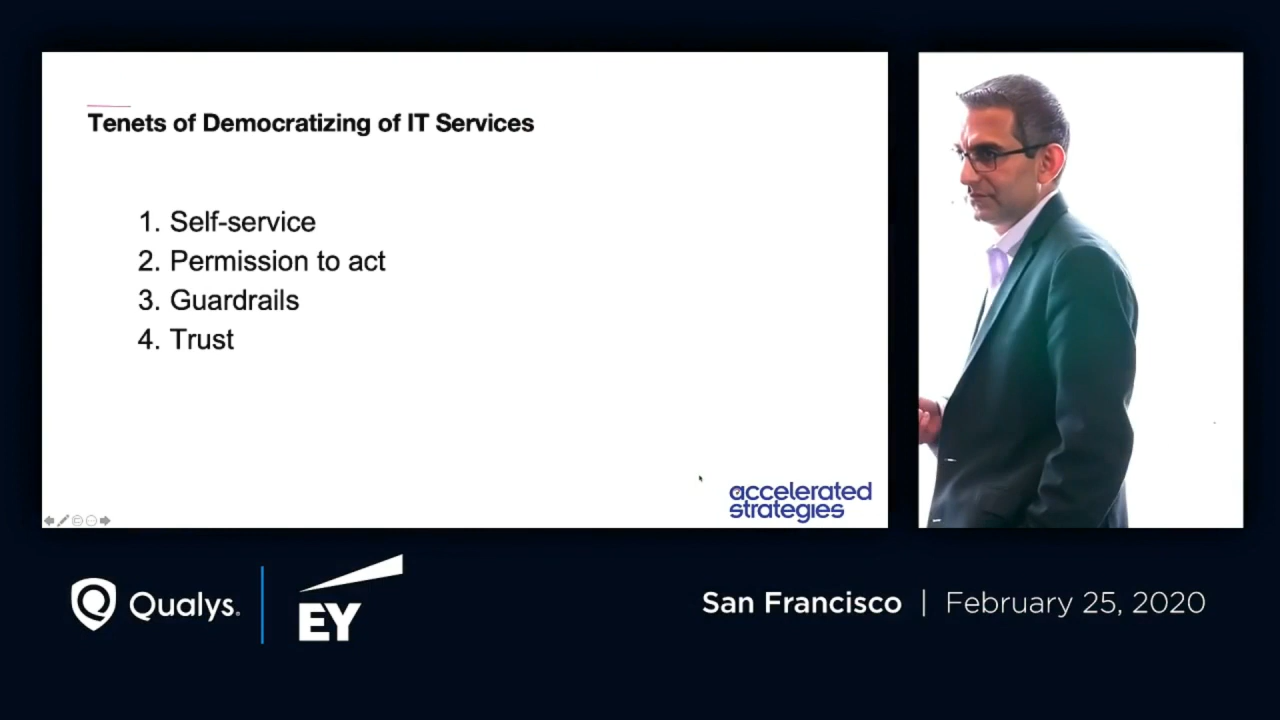 Tenets of Democratizing of IT Services
1. Self-service
2. Permission to act
3. Guardrails
4. Trust
accelerated
strategies
Qualys.
EY
San Francisco | February 25, 2020